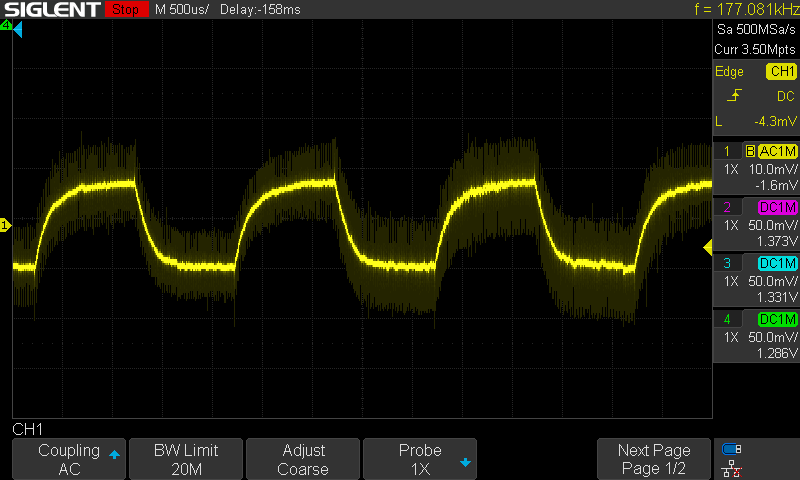 SIGLENT Stop M 500us/ Delay:-158ms f = 177.081kHz
Sa 500MSa/s
Curr 3.50Mpts
Edge CH1
DC
L -4.3mV
1 B AC1M
1X 10.0mV/
-1.6mV
2 DC1M
1X 50.0mV/
1.373V
3 DC1M
1X 50.0mV/
1.331V
4 DC1M
1X 50.0mV/
1.286V
4
1
CH1
Coupling
AC
BW Limit
20M
Adjust
Coarse
Probe
1X
Next Page
Page 1/2